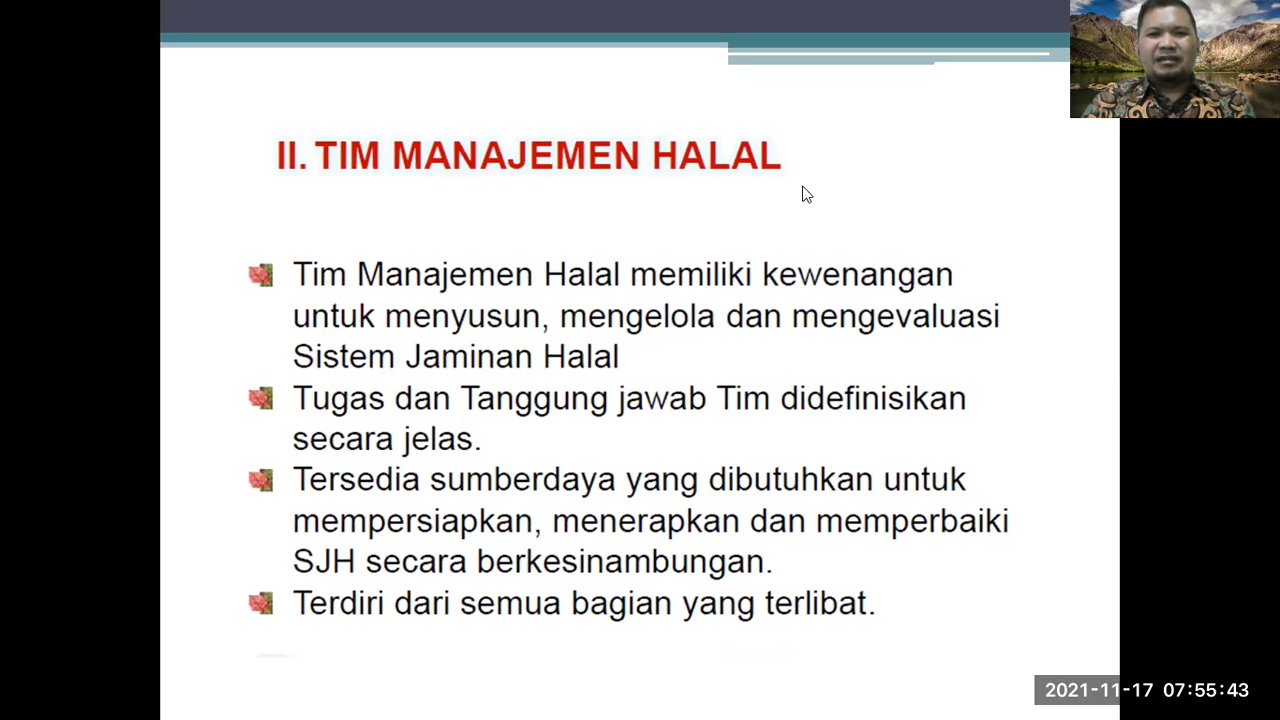 II. TIM MANAJEMEN HALAL
Tim Manajemen Halal memiliki kewenangan
untuk menyusun, mengelola dan mengevaluasi
Sistem Jaminan Halal
Tugas dan Tanggung jawab Tim didefinisikan
secara jelas.
Tersedia sumberdaya yang dibutuhkan untuk
mempersiapkan, menerapkan dan memperbaiki
SJH secara berkesinambungan.
Terdiri dari semua bagian yang terlibat.
2021-11-17 07:55:43